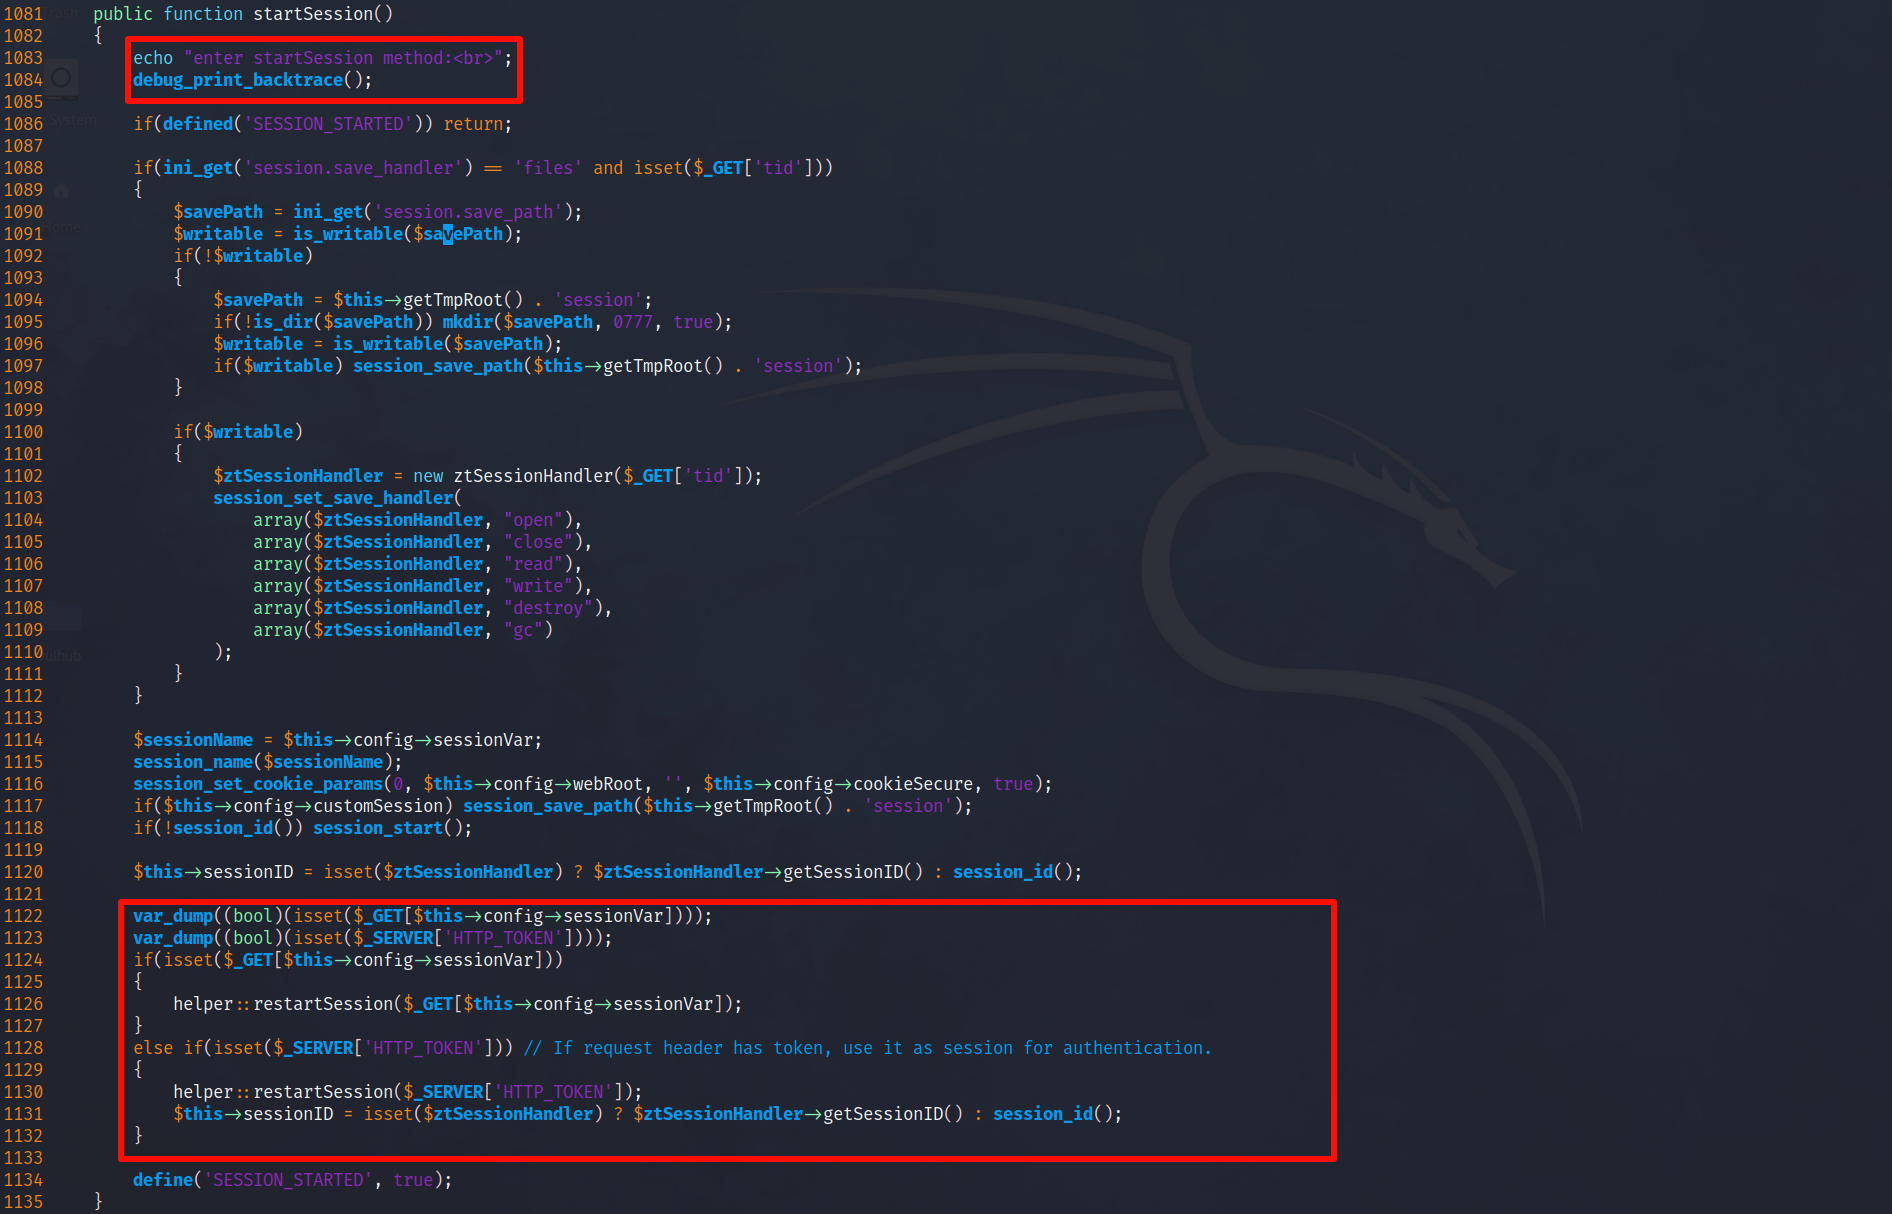 1081 public function startSession()
1082 {
1083 echo "enter startSession method:<br>";
1084 debug_print_backtrace();
1085
1086 if(defined('SESSION_STARTED')) return;
1087
1088 if(ini_get('session.save_handler') == 'files' and isset($_GET['tid']))
1089 {
1090 $savePath = ini_get('session.save_path');
1091 $writable = is_writable($savePath);
1092 if(!$writable)
1093 {
1094 $savePath = $this->getTmpRoot() . 'session';
1095 if(!is_dir($savePath)) mkdir($savePath, 0777, true);
1096 $writable = is_writable($savePath);
1097 if($writable) session_save_path($this->getTmpRoot() . 'session');
1098 }
1099
1100 if($writable)
1101 {
1102 $ztSessionHandler = new ztSessionHandler($_GET['tid']);
1103 session_set_save_handler(
1104 array($ztSessionHandler, "open"),
1105 array($ztSessionHandler, "close"),
1106 array($ztSessionHandler, "read"),
1107 array($ztSessionHandler, "write"),
1108 array($ztSessionHandler, "destroy"),
1109 array($ztSessionHandler, "gc")
1110 );
1111 }
1112 }
1113
1114 $sessionName = $this->config->sessionVar;
1115 session_name($sessionName);
1116 session_set_cookie_params(0, $this->config->webRoot, '', $this->config->cookieSecure, true);
1117 if($this->config->customSession) session_save_path($this->getTmpRoot() . 'session');
1118 if(!session_id()) session_start();
1119
1120 $this->sessionID = isset($ztSessionHandler) ? $ztSessionHandler->getSessionID() : session_id();
1121
1122 var_dump((bool)(isset($_GET[$this->config->sessionVar])));
1123 var_dump((bool)(isset($_SERVER['HTTP_TOKEN'])));
1124 if(isset($_GET[$this->config->sessionVar]))
1125 {
1126 helper::restartSession($_GET[$this->config->sessionVar]);
1127 }
1128 else if(isset($_SERVER['HTTP_TOKEN'])) // If request header has token, use it as session for authentication.
1129 {
1130 helper::restartSession($_SERVER['HTTP_TOKEN']);
1131 $this->sessionID = isset($ztSessionHandler) ? $ztSessionHandler->getSessionID() : session_id();
1132 }
1133
1134 define('SESSION_STARTED', true);
1135 }
Trash
System
Home